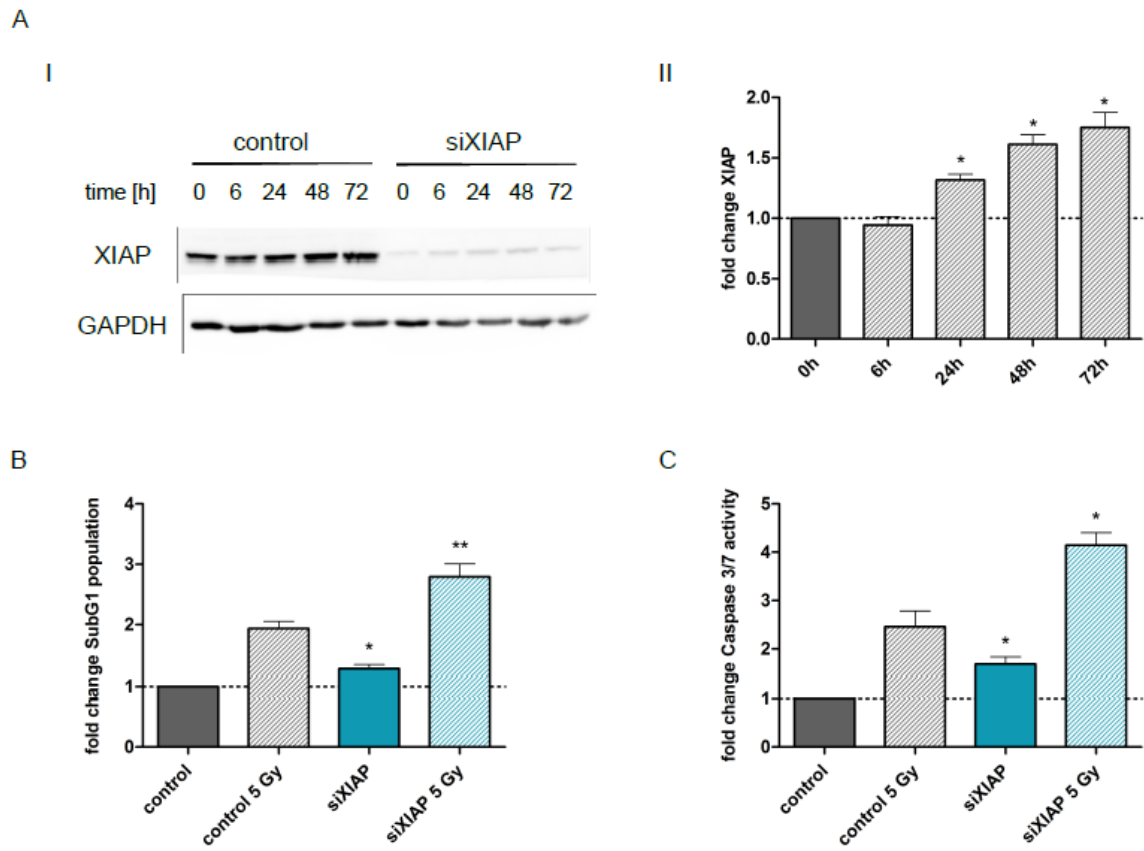 A
I
control siXIAP
time [h] 0 6 24 48 72 0 6 24 48 72
XIAP
GAPDH
II
fold change XIAP
2.0
1.5
1.0
0.5
0.0
* * *
0h 6h 24h 48h 72h
B
fold change SubG1 population
4
3
2
1
0
* **
control control 5 Gy siXIAP siXIAP 5 Gy
C
fold change Caspase 3/7 activity
5
4
3
2
1
0
* *
control control 5 Gy siXIAP siXIAP 5 Gy